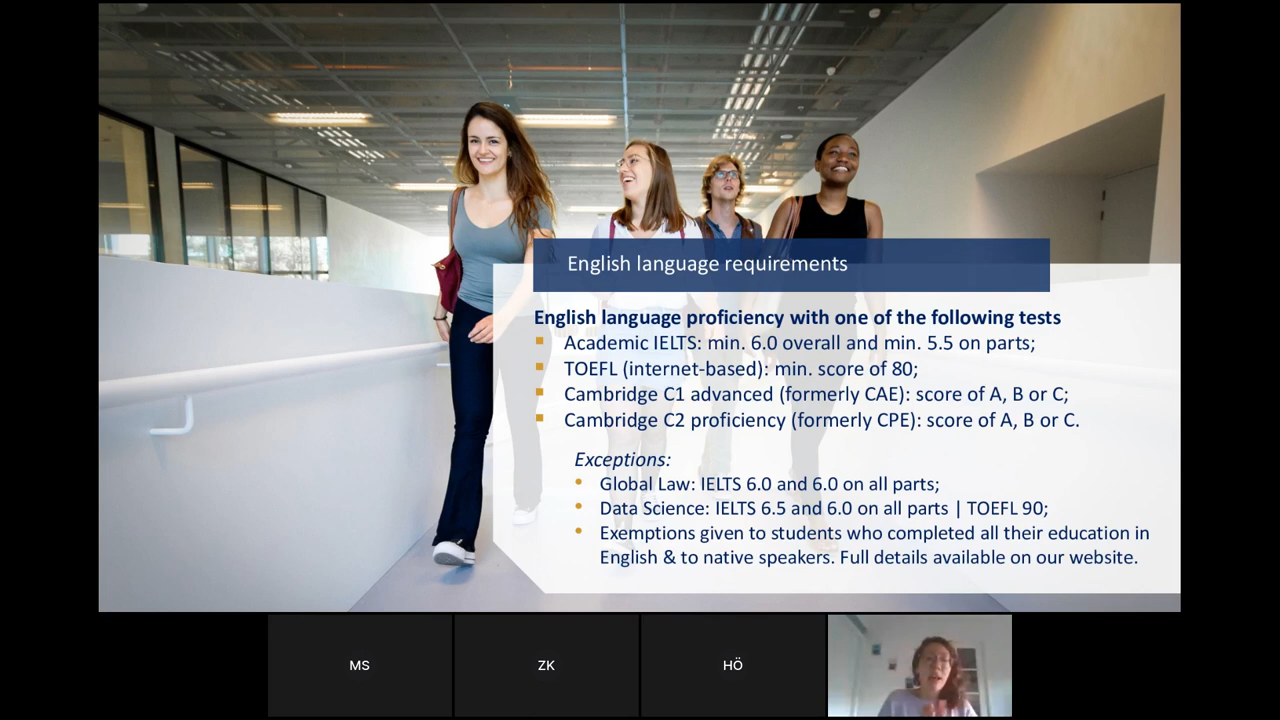 English language requirements
English language proficiency with one of the following tests
Academic IELTS: min. 6.0 overall and min. 5.5 on parts;
TOEFL (internet-based): min. score of 80;
Cambridge C1 advanced (formerly CAE): score of A, B or C;
Cambridge C2 proficiency (formerly CPE): score of A, B or C.
Exceptions:
Global Law: IELTS 6.0 and 6.0 on all parts;
Data Science: IELTS 6.5 and 6.0 on all parts | TOEFL 90;
Exemptions given to students who completed all their education in
English & to native speakers. Full details available on our website.
MS
ZK
HÖ